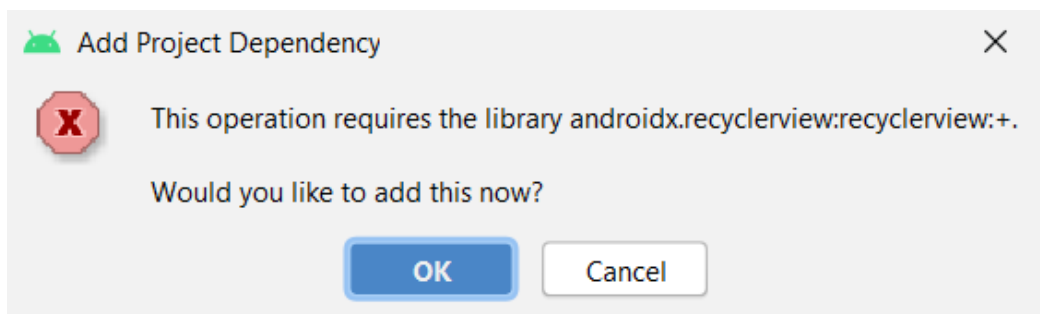 Add Project Dependency
This operation requires the library androidx.recyclerview:recyclerview:+.
Would you like to add this now?
OK
Cancel